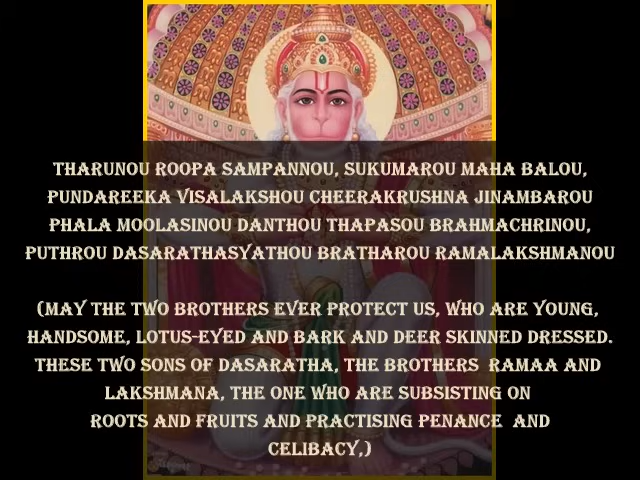 THARUNOU ROOPA SAMPANNOU, SUKUMAROU MAHA BALOU,
PUNDAREEKA VISALAKSHOU CHEERAKRUSHNA JINAMBAROU
PHALA MOOLASINOU DANTHOU THAPASOU BRAHMACHRINOU,
PUTHROU DASARATHASYATHOU BRATHAROU RAMALAKSHMANOU
(MAY THE TWO BROTHERS EVER PROTECT US, WHO ARE YOUNG,
HANDSOME, LOTUS-EYED AND BARK AND DEER SKINNED DRESSED.
THESE TWO SONS OF DASARATHA, THE BROTHERS RAMAA AND
LAKSHMANA, THE ONE WHO ARE SUBSISTING ON
ROOTS AND FRUITS AND PRACTISING PENANCE AND
CELIBACY,)